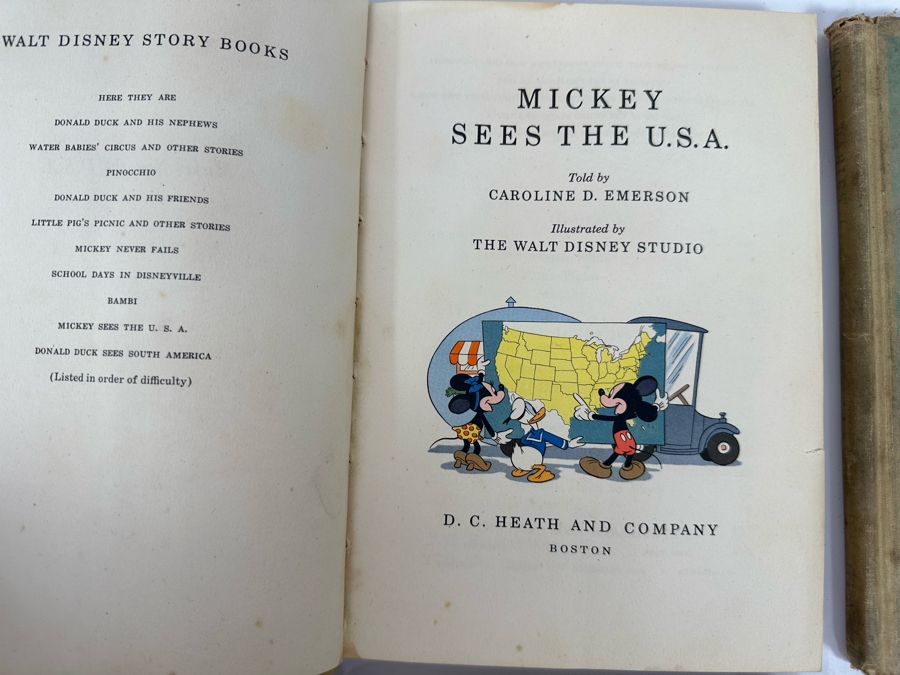 WALT DISNEY STORY BOOKS
HERE THEY ARE
DONALD DUCK AND HIS NEPHEWS
WATER BABIES' CIRCUS AND OTHER STORIES
PINOCCHIO
DONALD DUCK AND HIS FRIENDS
LITTLE PIG'S PICNIC AND OTHER STORIES
MICKEY NEVER FAILS
SCHOOL DAYS IN DISNEYVILLE
BAMBI
MICKEY SEES THE U. S. A.
DONALD DUCK SEES SOUTH AMERICA
(Listed in order of difficulty)
MICKEY
SEES THE U.S.A.
Told by
CAROLINE D. EMERSON
Illustrated by
THE WALT DISNEY STUDIO
D. C. HEATH AND COMPANY
BOSTON